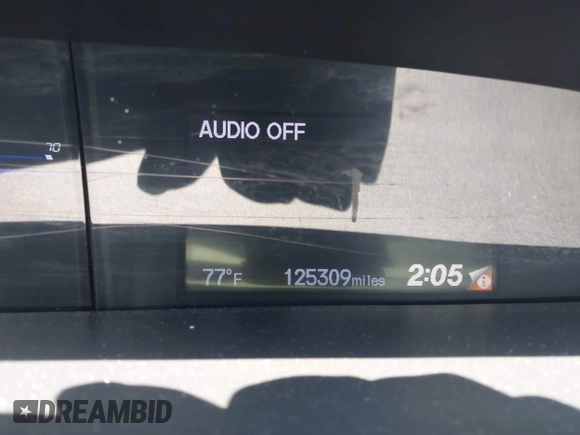 AUDIO OFF
70
77°F 125309miles 2:05 i
DREAMBID